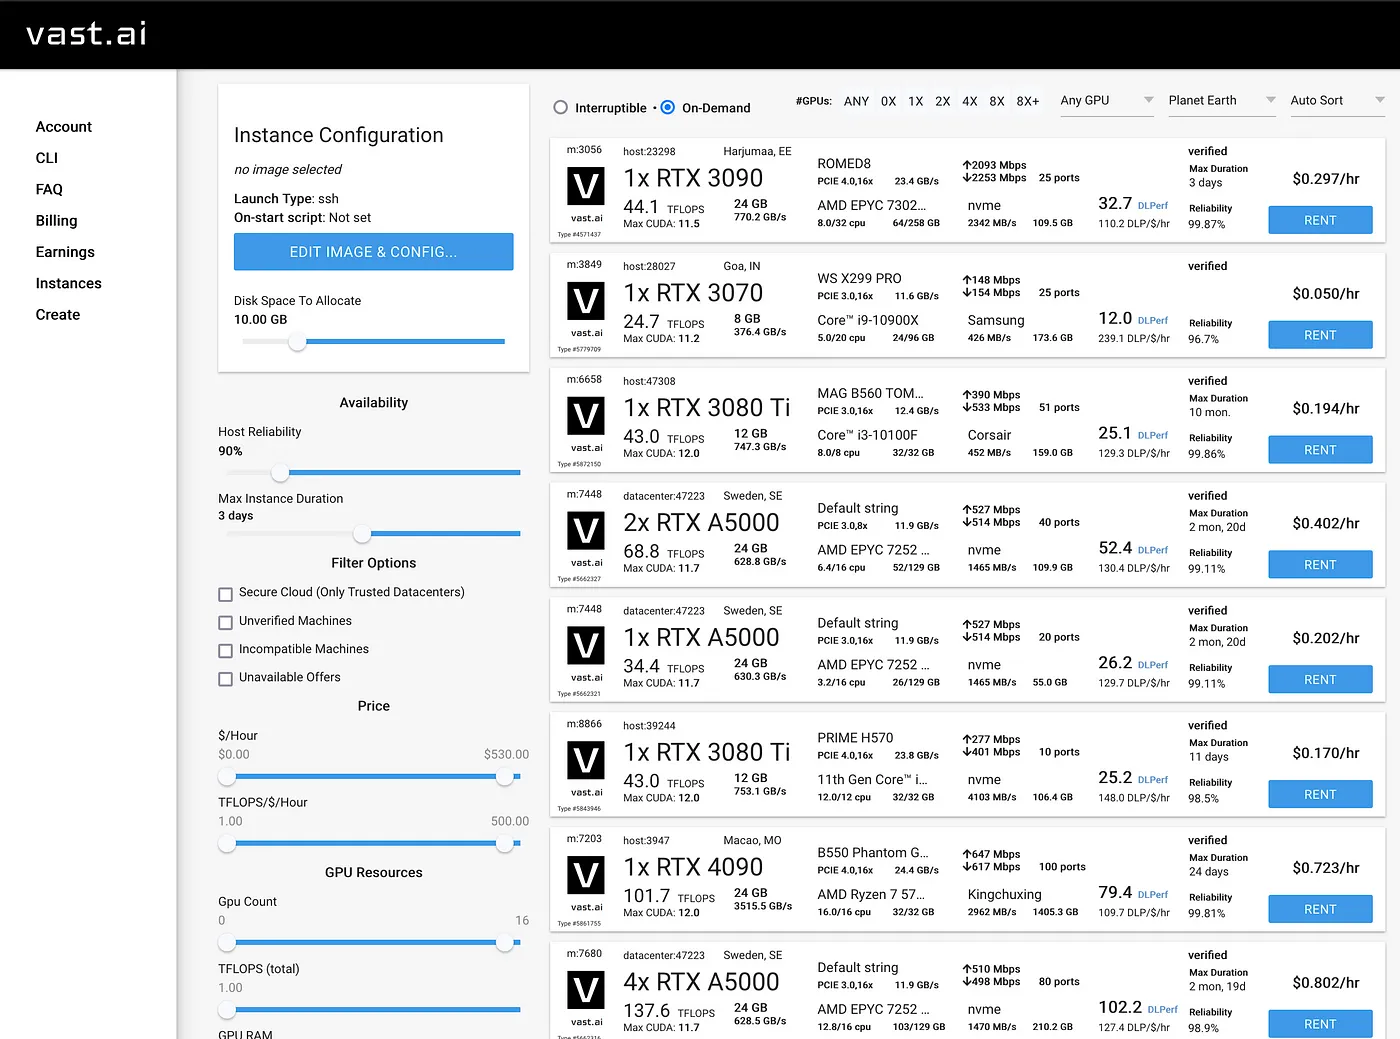 vast.ai
Account
CLI
FAQ
Billing
Earnings
Instances
Create
Instance Configuration
no image selected
Launch Type: ssh
On-start script: Not set
EDIT IMAGE & CONFIG...
Disk Space To Allocate
10.00 GB
Availability
Host Reliability
90%
Max Instance Duration
3 days
Filter Options
Secure Cloud (Only Trusted Datacenters)
Unverified Machines
Incompatible Machines
Unavailable Offers
Price
$/Hour
$0.00 $530.00
TFLOPS/$/Hour
1.00 500.00
GPU Resources
Gpu Count
0 16
TFLOPS (total)
1.00
GPU RAM
Interruptible • On-Demand #GPUs: ANY 0X 1X 2X 4X 8X 8X+ Any GPU Planet Earth Auto Sort
m:3056 host:23298 Harjumaa, EE verified
1x RTX 3090 ROMED8 ↑2093 Mbps Max Duration
PCIE 4.0,16x 23.4 GB/s ↓2253 Mbps 25 ports 3 days $0.297/hr
44.1 TFLOPS 24 GB AMD EPYC 7302... nvme 32.7 DLPerf Reliability
vast.ai Max CUDA: 11.5 770.2 GB/s 8.0/32 cpu 64/258 GB 2342 MB/s 109.5 GB 110.2 DLP/$/hr 99.87% RENT
Type #4571437
m:3849 host:28027 Goa, IN verified
1x RTX 3070 WS X299 PRO ↑148 Mbps
PCIE 3.0,16x 11.6 GB/s ↓154 Mbps 25 ports $0.050/hr
24.7 TFLOPS 8 GB Core™ i9-10900X Samsung 12.0 DLPerf Reliability
vast.ai Max CUDA: 11.2 376.4 GB/s 5.0/20 cpu 24/96 GB 426 MB/s 173.6 GB 239.1 DLP/$/hr 96.7% RENT
Type #5779709
m:6658 host:47308 verified
1x RTX 3080 Ti MAG B560 TOM... ↑390 Mbps Max Duration
PCIE 3.0,16x 12.4 GB/s ↓533 Mbps 51 ports 10 mon. $0.194/hr
43.0 TFLOPS 12 GB Core™ i3-10100F Corsair 25.1 DLPerf Reliability
vast.ai Max CUDA: 12.0 747.3 GB/s 8.0/8 cpu 32/32 GB 452 MB/s 159.0 GB 129.3 DLP/$/hr 99.86% RENT
Type #5872150
m:7448 datacenter:47223 Sweden, SE verified
2x RTX A5000 Default string ↑527 Mbps Max Duration
PCIE 3.0,8x 11.9 GB/s ↓514 Mbps 40 ports 2 mon, 20d $0.402/hr
68.8 TFLOPS 24 GB AMD EPYC 7252 ... nvme 52.4 DLPerf Reliability
vast.ai Max CUDA: 11.7 628.8 GB/s 6.4/16 cpu 52/129 GB 1465 MB/s 109.9 GB 130.4 DLP/$/hr 99.11% RENT
Type #5662327
m:7448 datacenter:47223 Sweden, SE verified
1x RTX A5000 Default string ↑527 Mbps Max Duration
PCIE 3.0,16x 11.9 GB/s ↓514 Mbps 20 ports 2 mon, 20d $0.202/hr
34.4 TFLOPS 24 GB AMD EPYC 7252 ... nvme 26.2 DLPerf Reliability
vast.ai Max CUDA: 11.7 630.3 GB/s 3.2/16 cpu 26/129 GB 1465 MB/s 55.0 GB 129.7 DLP/$/hr 99.11% RENT
Type #5662321
m:8866 host:39244 verified
1x RTX 3080 Ti PRIME H570 ↑277 Mbps Max Duration
PCIE 4.0,16x 23.8 GB/s ↓401 Mbps 10 ports 11 days $0.170/hr
43.0 TFLOPS 12 GB 11th Gen Core™ i... nvme 25.2 DLPerf Reliability
vast.ai Max CUDA: 12.0 753.1 GB/s 12.0/12 cpu 32/32 GB 4103 MB/s 106.4 GB 148.0 DLP/$/hr 98.5% RENT
Type #5843946
m:7203 host:3947 Macao, MO verified
1x RTX 4090 B550 Phantom G... ↑647 Mbps Max Duration
PCIE 4.0,16x 24.4 GB/s ↓617 Mbps 100 ports 24 days $0.723/hr
101.7 TFLOPS 24 GB AMD Ryzen 7 57... Kingchuxing 79.4 DLPerf Reliability
vast.ai Max CUDA: 12.0 3515.5 GB/s 16.0/16 cpu 32/32 GB 2962 MB/s 1405.3 GB 109.7 DLP/$/hr 99.81% RENT
Type #5861755
m:7680 datacenter:47223 Sweden, SE verified
4x RTX A5000 Default string ↑510 Mbps Max Duration
PCIE 3.0,16x 11.9 GB/s ↓498 Mbps 80 ports 2 mon, 19d $0.802/hr
137.6 TFLOPS 24 GB AMD EPYC 7252 ... nvme 102.2 DLPerf Reliability
vast.ai Max CUDA: 11.7 628.5 GB/s 12.8/16 cpu 103/129 GB 1470 MB/s 210.2 GB 127.4 DLP/$/hr 98.9% RENT